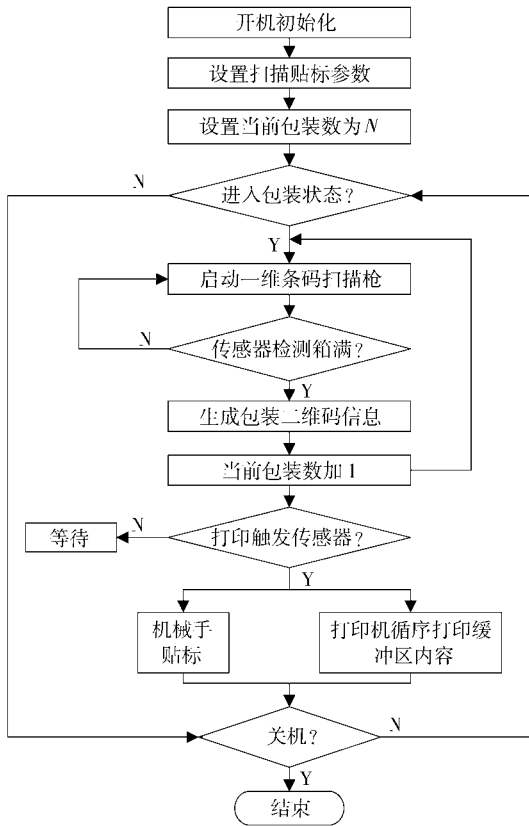 开机初始化
设置扫描贴标参数
设置当前包装数为N
N
进入包装状态?
Y
启动一维条码扫描枪
N
传感器检测箱满?
Y
生成包装二维码信息
当前包装数加1
等待
N
打印触发传感器?
Y
机械手
贴标
打印机循序打印缓
冲区内容
关机?
N
Y
结束